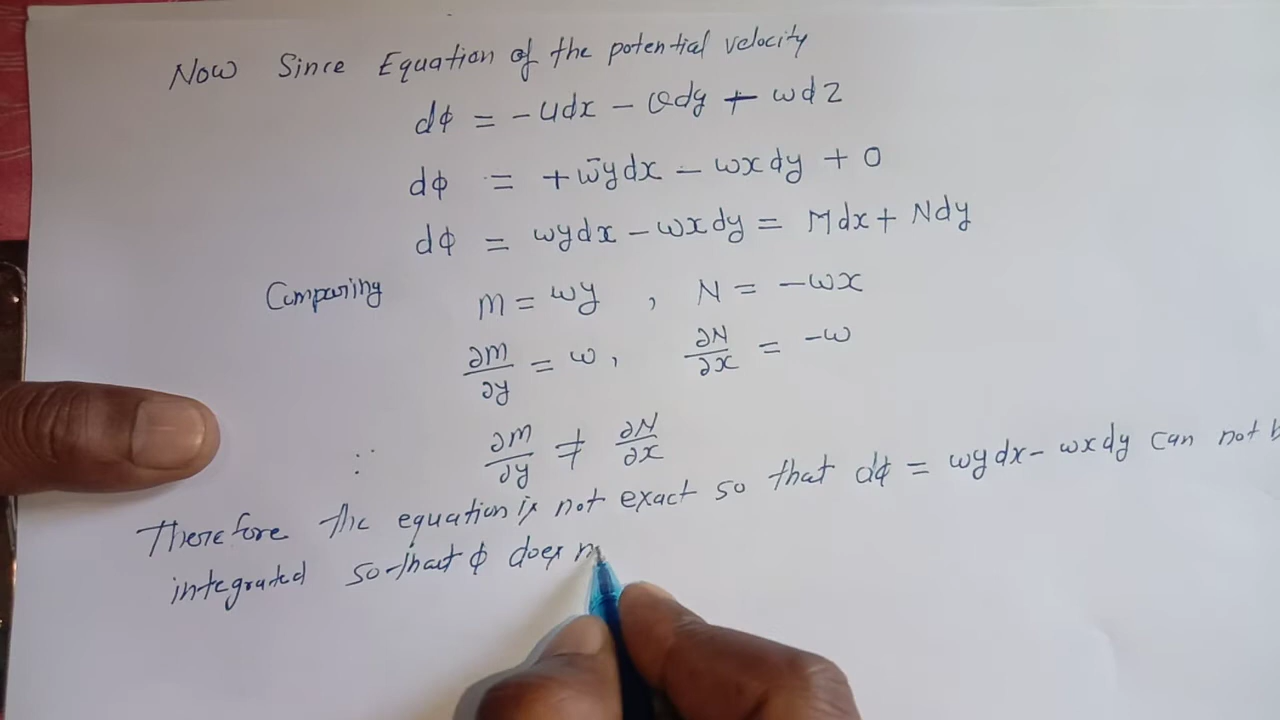 Now Since Equation of the potential velocity
dϕ = -udx - vdy - wdz
dϕ = +ωydx - ωxdy + 0
dϕ = ωydx - ωxdy = Mdx + Ndy
Comparing M = ωy , N = -ωx
∂M/∂y = ω , ∂N/∂x = -ω
∴ ∂M/∂y ≠ ∂N/∂x
Therefore the equation is not exact so that dϕ = ωydx - ωxdy can not
integrated so that ϕ does